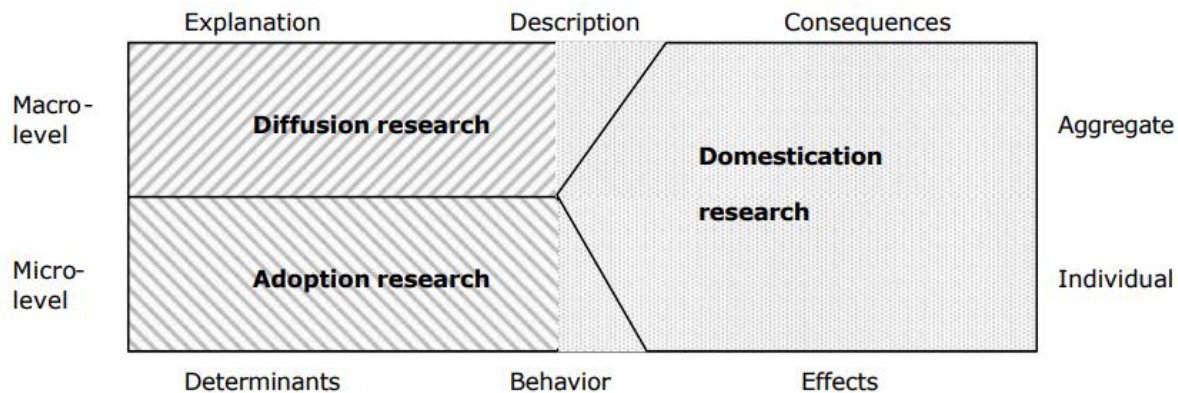 Explanation Description Consequences
Macro-
level
Diffusion research
Aggregate
Domestication
research
Micro-
level
Adoption research
Individual
Determinants Behavior Effects